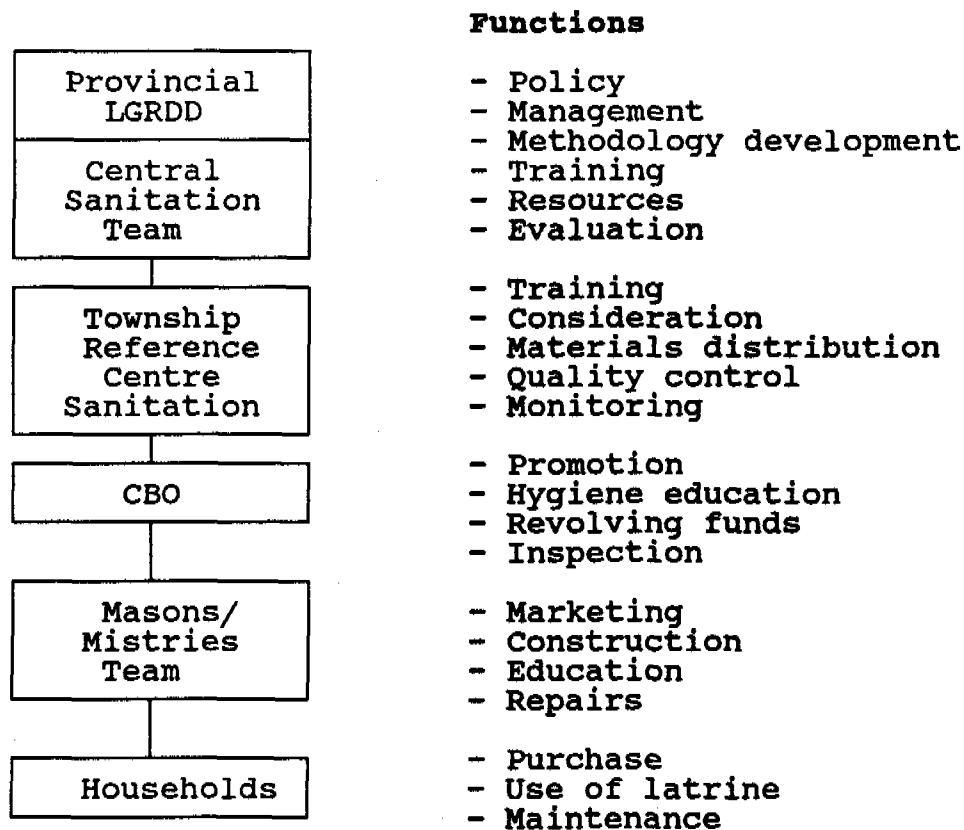 Functions
Provincial
LGRDD
Central
Sanitation
Team
- Policy
- Management
- Methodology development
- Training
- Resources
- Evaluation
Township
Reference
Centre
Sanitation
- Training
- Consideration
- Materials distribution
- Quality control
- Monitoring
CBO
- Promotion
- Hygiene education
- Revolving funds
- Inspection
Masons/
Mistries
Team
- Marketing
- Construction
- Education
- Repairs
Households
- Purchase
- Use of latrine
- Maintenance